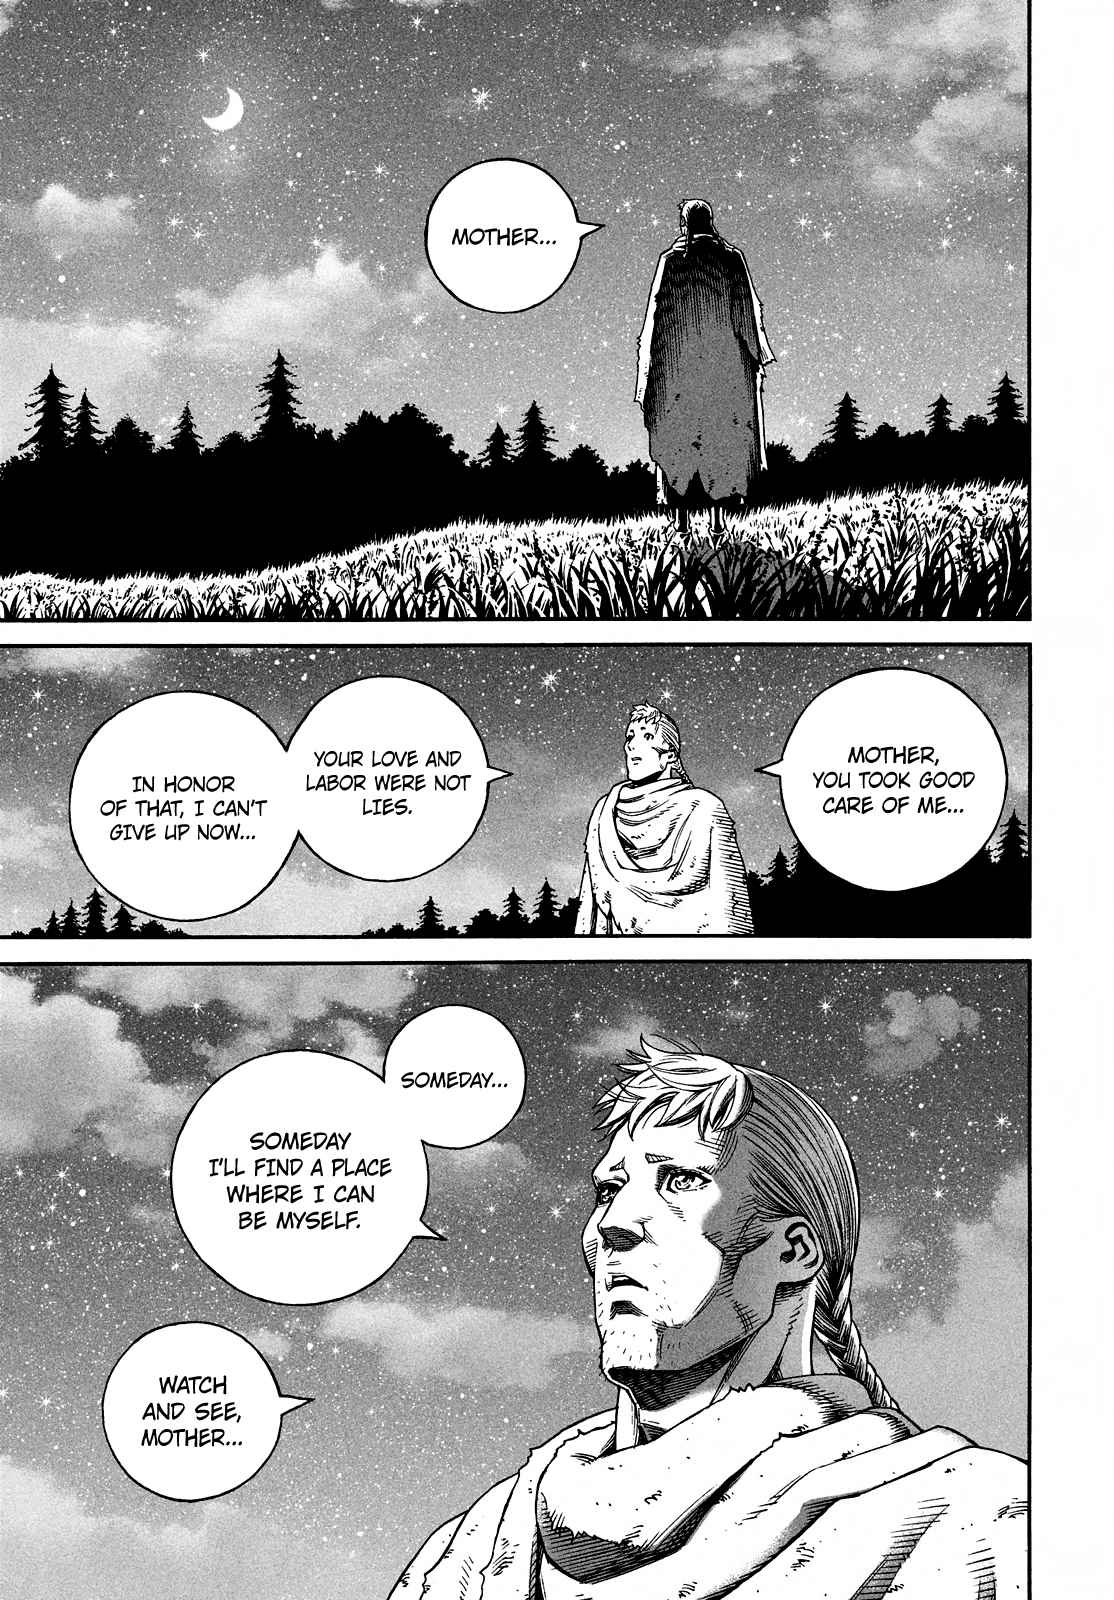 MOTHER...
MOTHER,
YOU TOOK GOOD
CARE OF ME...
YOUR LOVE AND
LABOR WERE NOT
LIES.
IN HONOR
OF THAT, I CAN'T
GIVE UP NOW...
SOMEDAY...
SOMEDAY
I'LL FIND A PLACE
WHERE I CAN
BE MYSELF.
WATCH
AND SEE,
MOTHER...